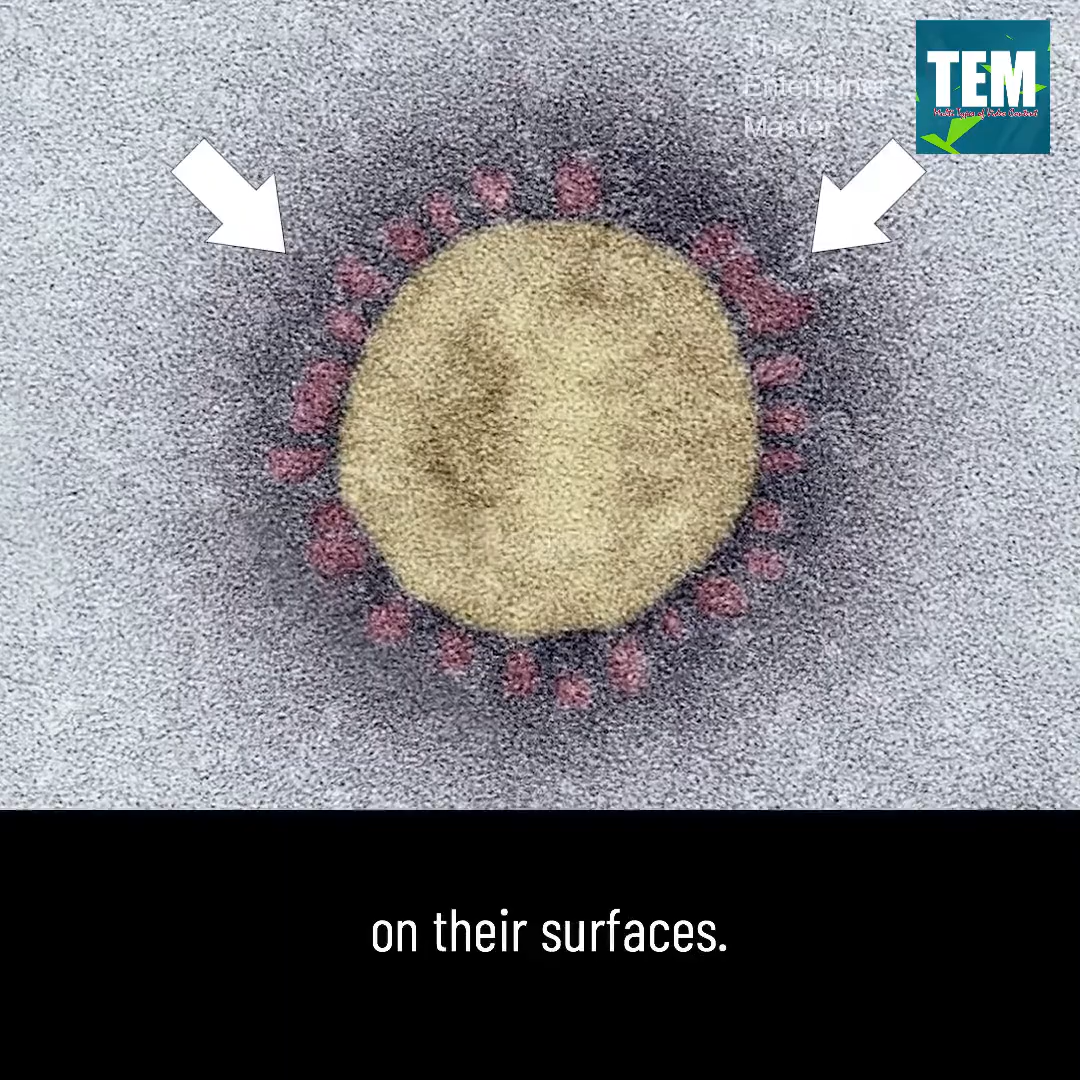 The
Entertainer
Master
TEM
on their surfaces.